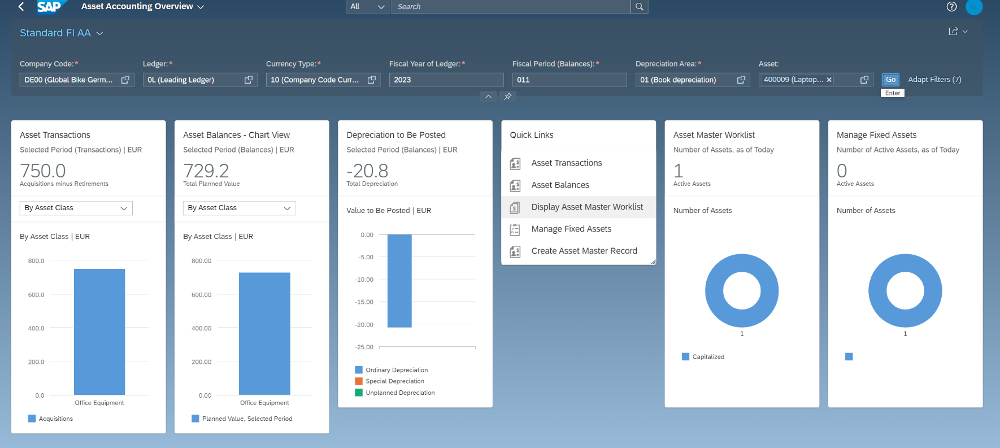 SAP
Asset Accounting Overview
All
Search
Standard FI AA
Company Code:*
Ledger:*
Currency Type:*
Fiscal Year of Ledger:*
Fiscal Period (Balances):*
Depreciation Area:*
Asset:
DE00 (Global Bike Germ...
0L (Leading Ledger)
10 (Company Code Curr...
2023
011
01 (Book depreciation)
400009 (Laptop...
Go
Adapt Filters (7)
Enter
Asset Transactions
Selected Period (Transactions) | EUR
750.0
Acquisitions minus Retirements
By Asset Class
By Asset Class | EUR
800.0
600.0
400.0
200.0
0.0
Office Equipment
Acquisitions
Asset Balances - Chart View
Selected Period (Balances) | EUR
729.2
Total Planned Value
By Asset Class
By Asset Class | EUR
800.00
600.00
400.00
200.00
0.00
Office Equipment
Planned Value, Selected Period
Depreciation to Be Posted
Selected Period (Balances) | EUR
-20.8
Total Depreciation
Value to Be Posted | EUR
0.00
-5.00
-10.00
-15.00
-20.00
-25.00
Ordinary Depreciation
Special Depreciation
Unplanned Depreciation
Quick Links
Asset Transactions
Asset Balances
Display Asset Master Worklist
Manage Fixed Assets
Create Asset Master Record
Asset Master Worklist
Number of Assets, as of Today
1
Active Assets
Number of Assets
1
Capitalized
Manage Fixed Assets
Number of Active Assets, as of Today
0
Active Assets
Number of Assets
1